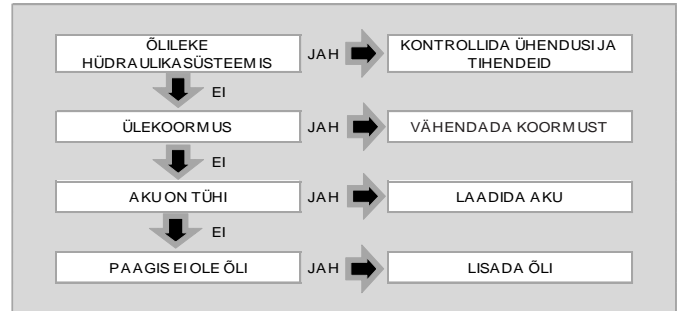 ÕLILEKE
HÜDRAULIKASÜSTEEMIS
JAH
KONTROLLIDA ÜHENDUSI JA
TIHENDEID
EI
ÜLEKOORMUS
JAH
VÄHENDADA KOORMUST
EI
AKU ON TÜHI
JAH
LAADIDA AKU
EI
PAAGIS EI OLE ÕLI
JAH
LISADA ÕLI